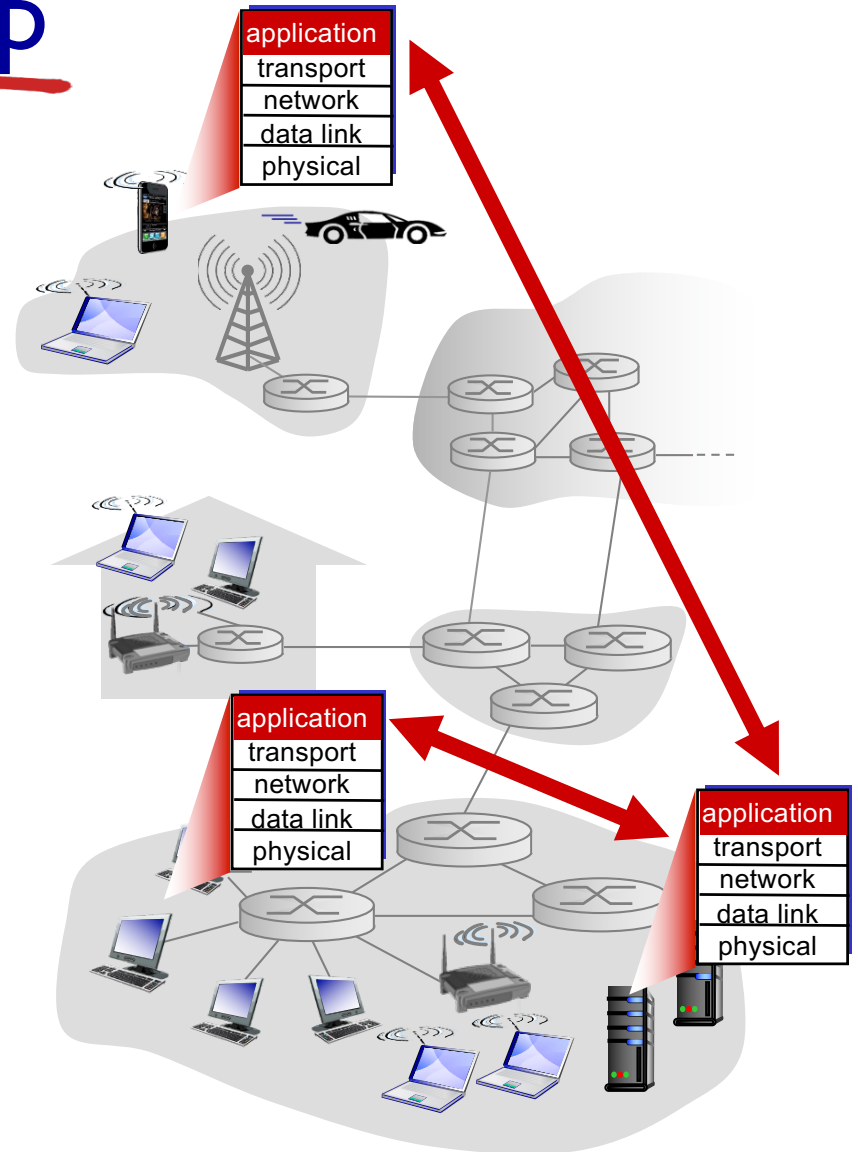 p
application
transport
network
data link
physical
application
transport
network
data link
physical
application
transport
network
data link
physical